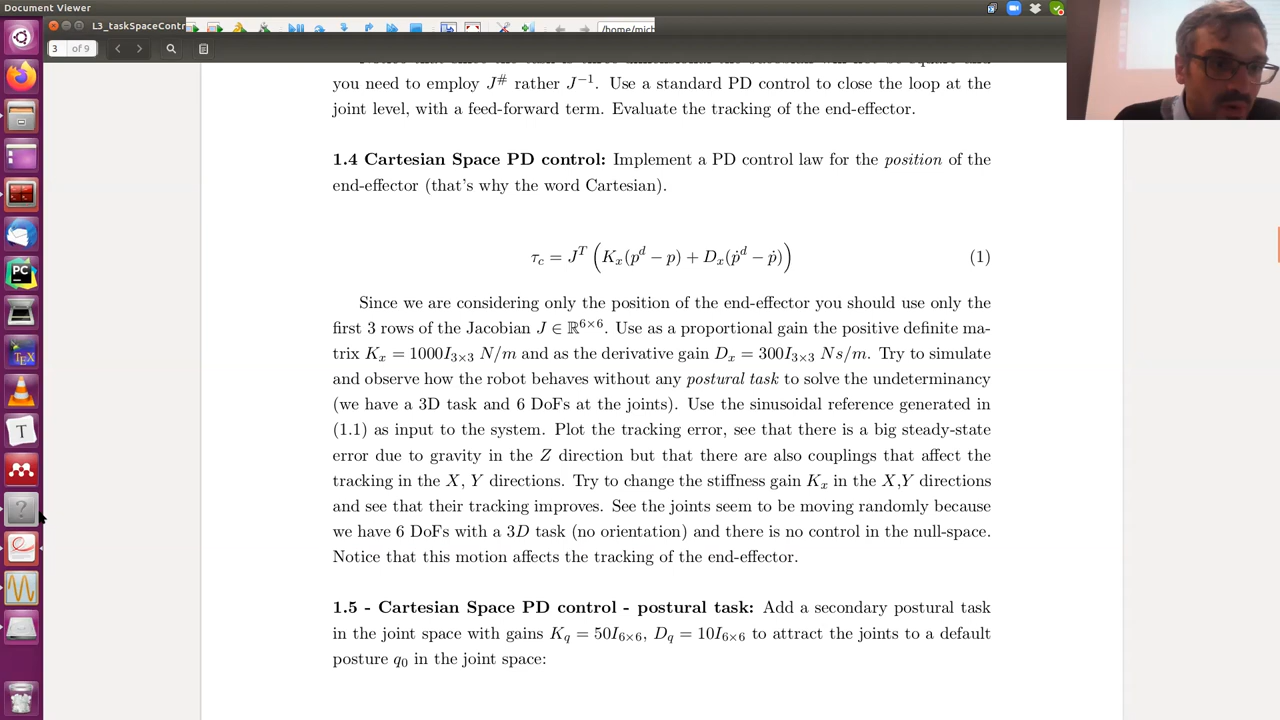 Document Viewer
L3_taskSpaceContr
/home/mich
3 of 9
you need to employ J# rather J−1. Use a standard PD control to close the loop at the
joint level, with a feed-forward term. Evaluate the tracking of the end-effector.
1.4 Cartesian Space PD control: Implement a PD control law for the position of the
end-effector (that's why the word Cartesian).
τc = J^T (Kx(p^d − p) + Dx(ṗ^d − ṗ)) (1)
Since we are considering only the position of the end-effector you should use only the
first 3 rows of the Jacobian J ∈ ℝ^6×6. Use as a proportional gain the positive definite ma-
trix Kx = 1000I3×3 N/m and as the derivative gain Dx = 300I3×3 Ns/m. Try to simulate
and observe how the robot behaves without any postural task to solve the undeterminancy
(we have a 3D task and 6 DoFs at the joints). Use the sinusoidal reference generated in
(1.1) as input to the system. Plot the tracking error, see that there is a big steady-state
error due to gravity in the Z direction but that there are also couplings that affect the
tracking in the X, Y directions. Try to change the stiffness gain Kx in the X,Y directions
and see that their tracking improves. See the joints seem to be moving randomly because
we have 6 DoFs with a 3D task (no orientation) and there is no control in the null-space.
Notice that this motion affects the tracking of the end-effector.
1.5 - Cartesian Space PD control - postural task: Add a secondary postural task
in the joint space with gains Kq = 50I6×6, Dq = 10I6×6 to attract the joints to a default
posture q0 in the joint space: